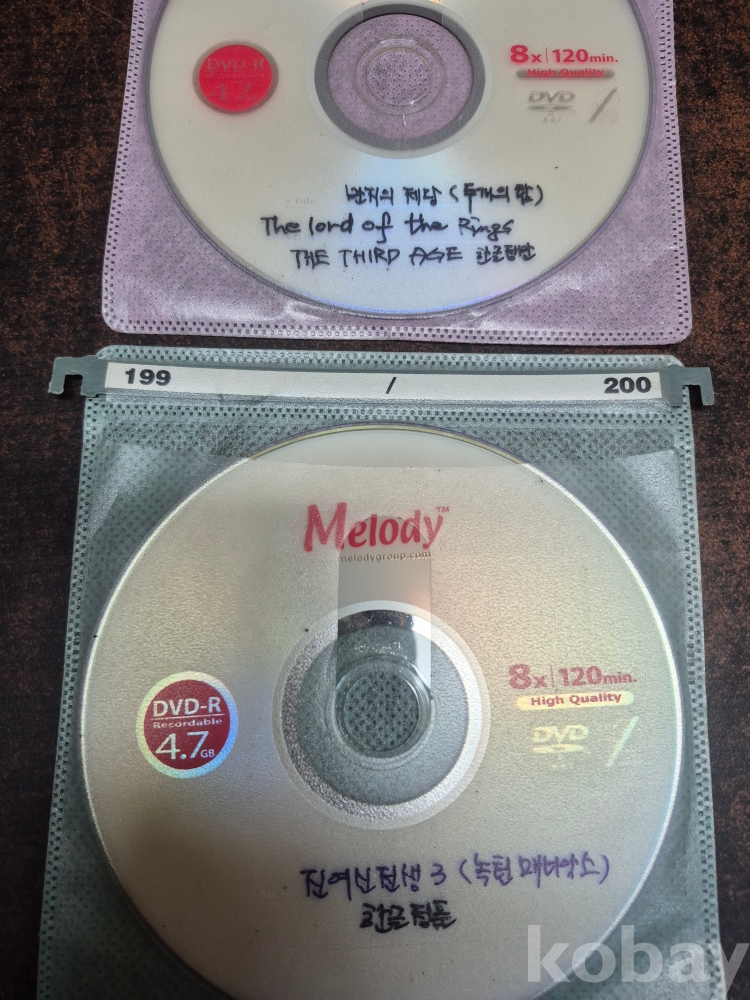 DVD-R
4.7
8x 120min.
High Quality
DVD
반지의 제왕 (두개의 탑)
The lord of the Rings
THE THIRD AGE 한글
199 / 200
Melody™
melodygroup.com
DVD-R
Recordable
4.7GB
8x 120min.
High Quality
DVD
진여신전생 3 (녹턴 매니악스)
한글
kobay